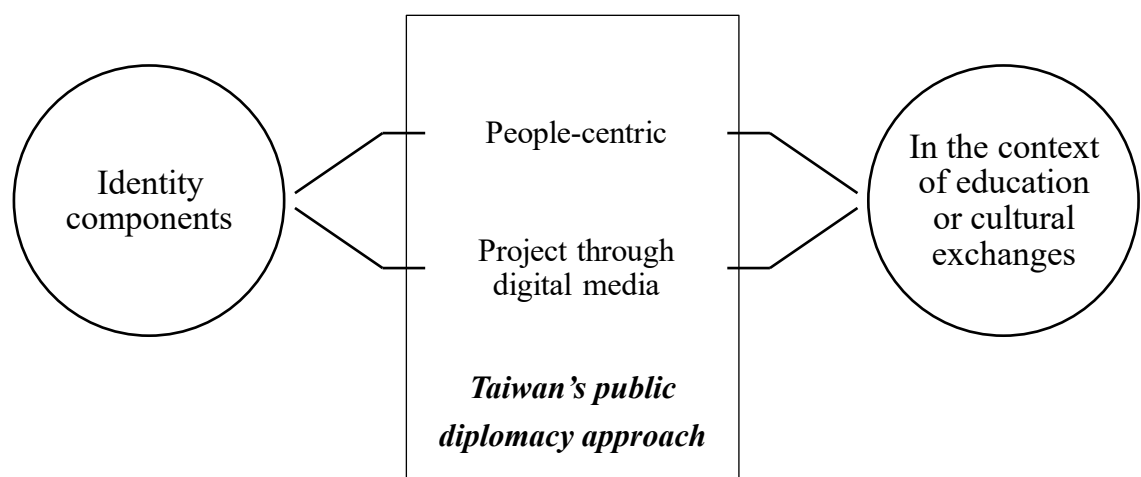 Identity
components
People-centric
Project through
digital media
Taiwan’s public
diplomacy approach
In the context
of education
or cultural
exchanges